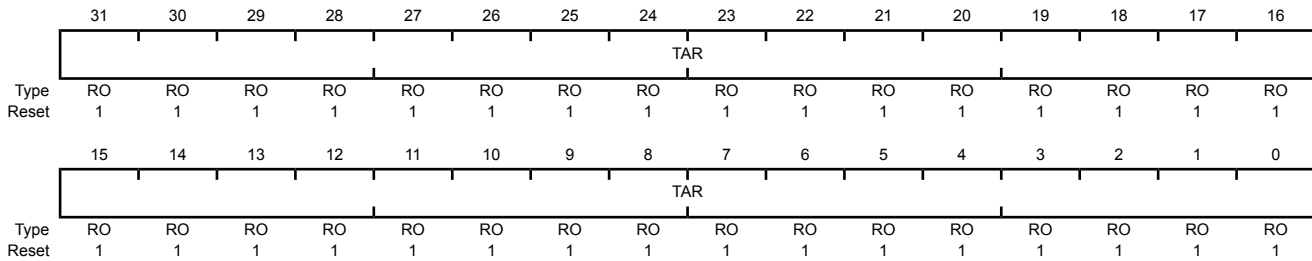 31 30 29 28 27 26 25 24 23 22 21 20 19 18 17 16
TAR
Type RO RO RO RO RO RO RO RO RO RO RO RO RO RO RO RO
Reset 1 1 1 1 1 1 1 1 1 1 1 1 1 1 1 1
15 14 13 12 11 10 9 8 7 6 5 4 3 2 1 0
TAR
Type RO RO RO RO RO RO RO RO RO RO RO RO RO RO RO RO
Reset 1 1 1 1 1 1 1 1 1 1 1 1 1 1 1 1